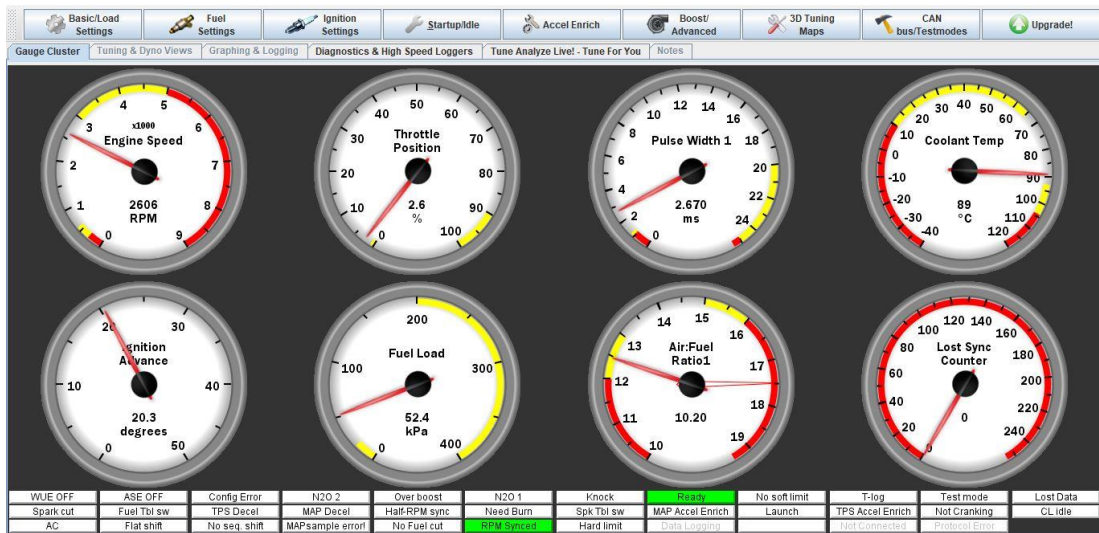 Basic/Load Settings
Fuel Settings
Ignition Settings
Startup/Idle
Accel Enrich
Boost/ Advanced
3D Tuning Maps
CAN bus/Testmodes
Upgrade!
Gauge Cluster
Tuning & Dyno Views
Graphing & Logging
Diagnostics & High Speed Loggers
Tune Analyze Live! - Tune For You
Notes
0 1 2 3 4 5 6 7 8 9
x1000
Engine Speed
2606
RPM
0 10 20 30 40 50 60 70 80 90 100
Throttle
Position
2.6
%
0 2 4 6 8 10 12 14 16 18 20 22 24
Pulse Width 1
2.670
ms
-40 -30 -20 -10 0 10 20 30 40 50 60 70 80 90 100 110 120
Coolant Temp
89
°C
0 10 20 30 40 50
Ignition
Advance
20.3
degrees
0 100 200 300 400
Fuel Load
52.4
kPa
10 11 12 13 14 15 16 17 18 19
Air:Fuel
Ratio1
10.20
0 20 40 60 80 100 120 140 160 180 200 220 240
Lost Sync
Counter
0
WUE OFF ASE OFF Config Error N2O 2 Over boost N2O 1 Knock Ready No soft limit T-log Test mode Lost Data
Spark cut Fuel Tbl sw TPS Decel MAP Decel Half-RPM sync Need Burn Spk Tbl sw MAP Accel Enrich Launch TPS Accel Enrich Not Cranking CL idle
AC Flat shift No seq. shift MAPsample error! No Fuel cut RPM Synced Hard limit Data Logging Not Connected Protocol Error